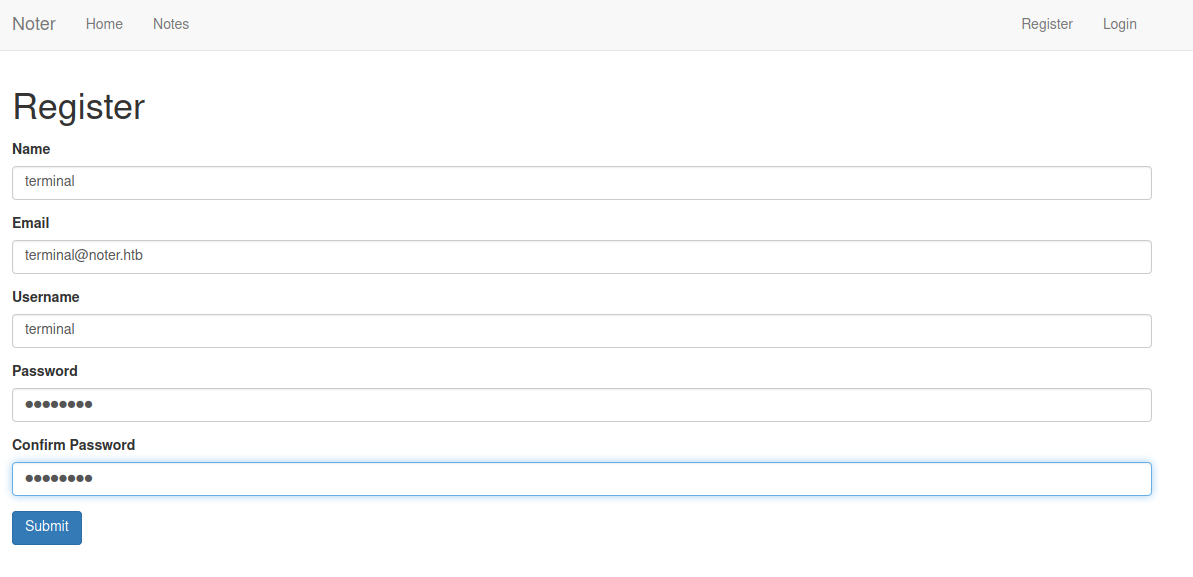 Noter Home Notes Register Login
Register
Name
terminal
Email
terminal@noter.htb
Username
terminal
Password
●●●●●●●●
Confirm Password
●●●●●●●●
Submit